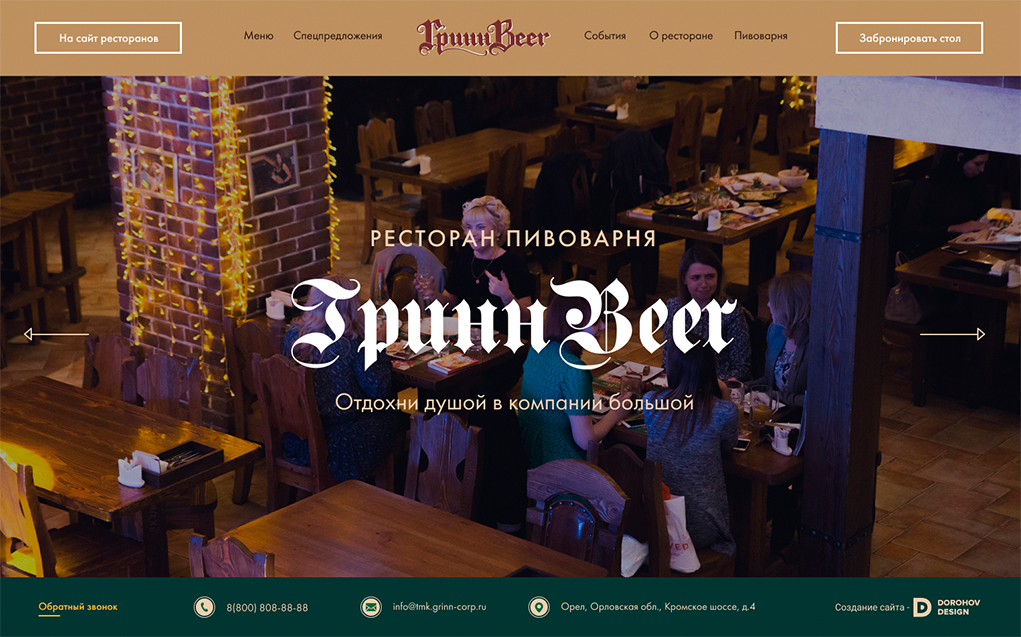 На сайт ресторанов
Меню
Спецпредложения
ГриннBeer
События
О ресторане
Пивоварня
Забронировать стол
РЕСТОРАН ПИВОВАРНЯ
ГриннBeer
Отдохни душой в компании большой
Обратный звонок
8(800) 808-88-88
info@tmk.grinn-corp.ru
Орел, Орловская обл., Кромское шоссе, д.4
Создание сайта -
DOROHOV
DESIGN